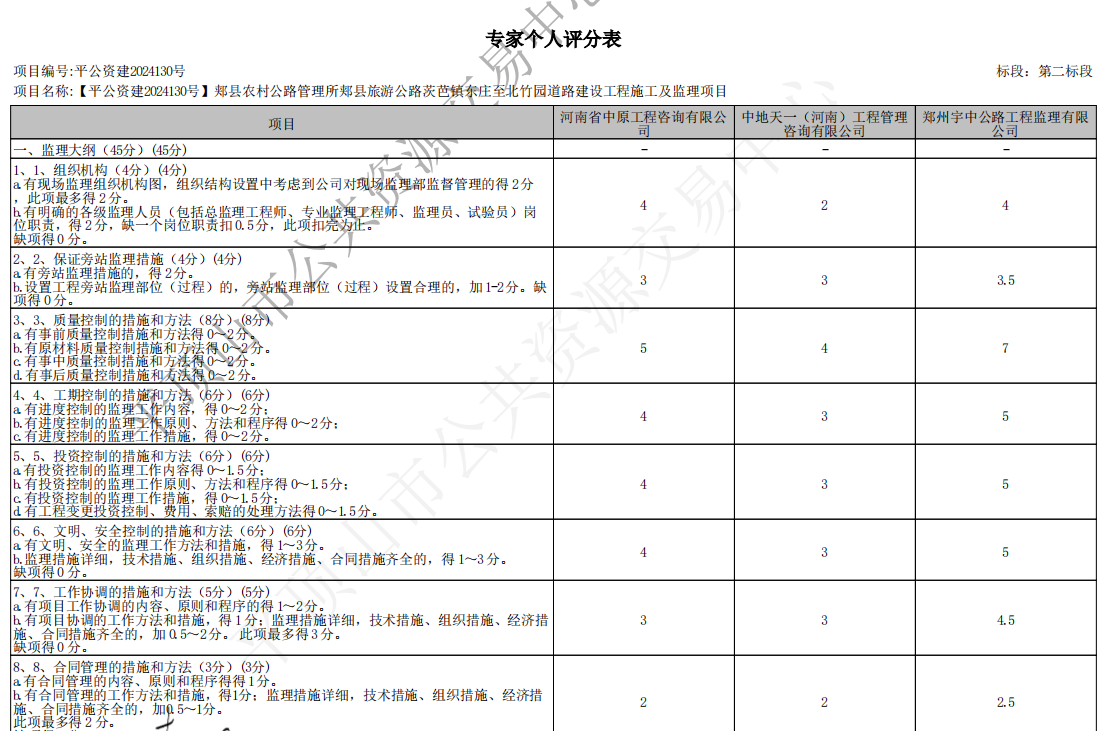 专家个人评分表
项目编号:平公资建2024130号
标段：第二标段
项目名称:【平公资建2024130号】郏县农村公路管理所郏县旅游公路茨芭镇东庄至北竹园道路建设工程施工及监理项目
项目
河南省中原工程咨询有限公
司
中地天一（河南）工程管理
咨询有限公司
郑州宇中公路工程监理有限
公司
一、监理大纲（45分）(45分)
-
-
-
1、1、组织机构（4分）(4分)
a.有现场监理组织机构图，组织结构设置中考虑到公司对现场监理部监督管理的得2分
，此项最多得2分。
b.有明确的各级监理人员（包括总监理工程师、专业监理工程师、监理员、试验员）岗
位职责，得2分，缺一个岗位职责扣0.5分，此项扣完为止。
缺项得0分。
4
2
4
2、2、保证旁站监理措施（4分）(4分)
a.有旁站监理措施的，得2分。
b.设置工程旁站监理部位（过程）的，旁站监理部位（过程）设置合理的，加1-2分。缺
项得0分。
3
3
3.5
3、3、质量控制的措施和方法（8分）(8分)
a.有事前质量控制措施和方法得0～2分。
b.有原材料质量控制措施和方法得0～2分。
c.有事中质量控制措施和方法得0～2分。
d.有事后质量控制措施和方法得0～2分。
5
4
7
4、4、工期控制的措施和方法（6分）(6分)
a.有进度控制的监理工作内容，得0～2分；
b.有进度控制的监理工作原则、方法和程序得0～2分；
c.有进度控制的监理工作措施，得0～2分。
4
3
5
5、5、投资控制的措施和方法（6分）(6分)
a.有投资控制的监理工作内容得0～1.5分；
b.有投资控制的监理工作原则、方法和程序得0～1.5分；
c.有投资控制的监理工作措施，得0～1.5分；
d.有工程变更投资控制、费用、索赔的处理方法得0～1.5分。
4
3
5
6、6、文明、安全控制的措施和方法（6分）(6分)
a.有文明、安全的监理工作方法和措施，得1～3分。
b.监理措施详细，技术措施、组织措施、经济措施、合同措施齐全的，得1～3分。
缺项得0分。
4
3
5
7、7、工作协调的措施和方法（5分）(5分)
a.有项目工作协调的内容、原则和程序的得1～2分。
b.有项目协调的工作方法和措施，得1分；监理措施详细，技术措施、组织措施、经济措
施、合同措施齐全的，加0.5～2分。此项最多得3分。
缺项得0分。
3
3
4.5
8、8、合同管理的措施和方法（3分）(3分)
a.有合同管理的内容、原则和程序得得1分。
b.有合同管理的工作方法和措施，得1分；监理措施详细，技术措施、组织措施、经济措
施、合同措施齐全的，加0.5～1分。
此项最多得2分。
2
2
2.5
平顶山市公共资源交易中心
平顶山市公共资源交易中心